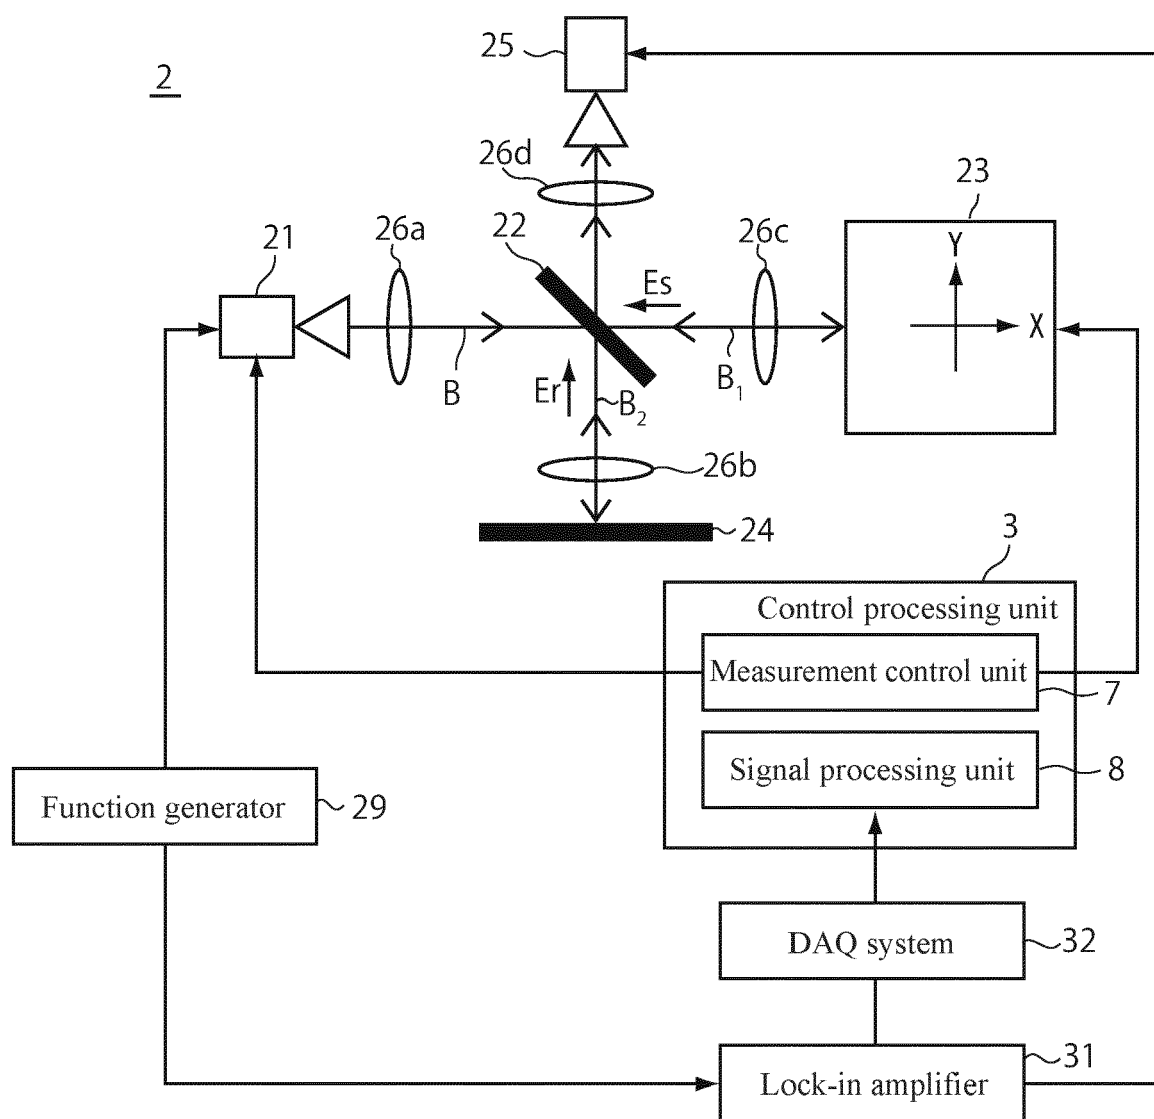 25
2
26d
23
22
26a
26c
21
Y
Es
X
B
Er
B2
B1
26b
24
3
Control processing unit
Measurement control unit
7
Signal processing unit
8
Function generator
29
DAQ system
32
31
Lock-in amplifier